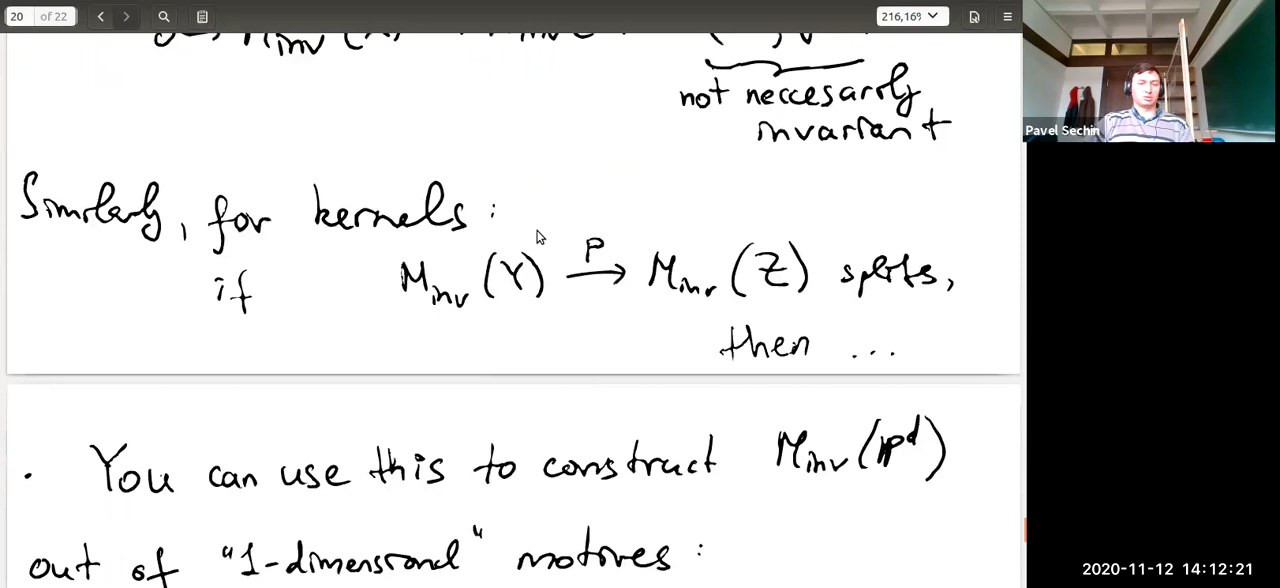 20 of 22
216,16%
not neccesarily
invariant
Similarly, for kernels :
if M_inv (Y) →^p M_inv (Z) splits,
then ...
. You can use this to construct M_inv (P^d)
out of "1-dimensional" motives :
Pavel Sechin
2020-11-12 14:12:21